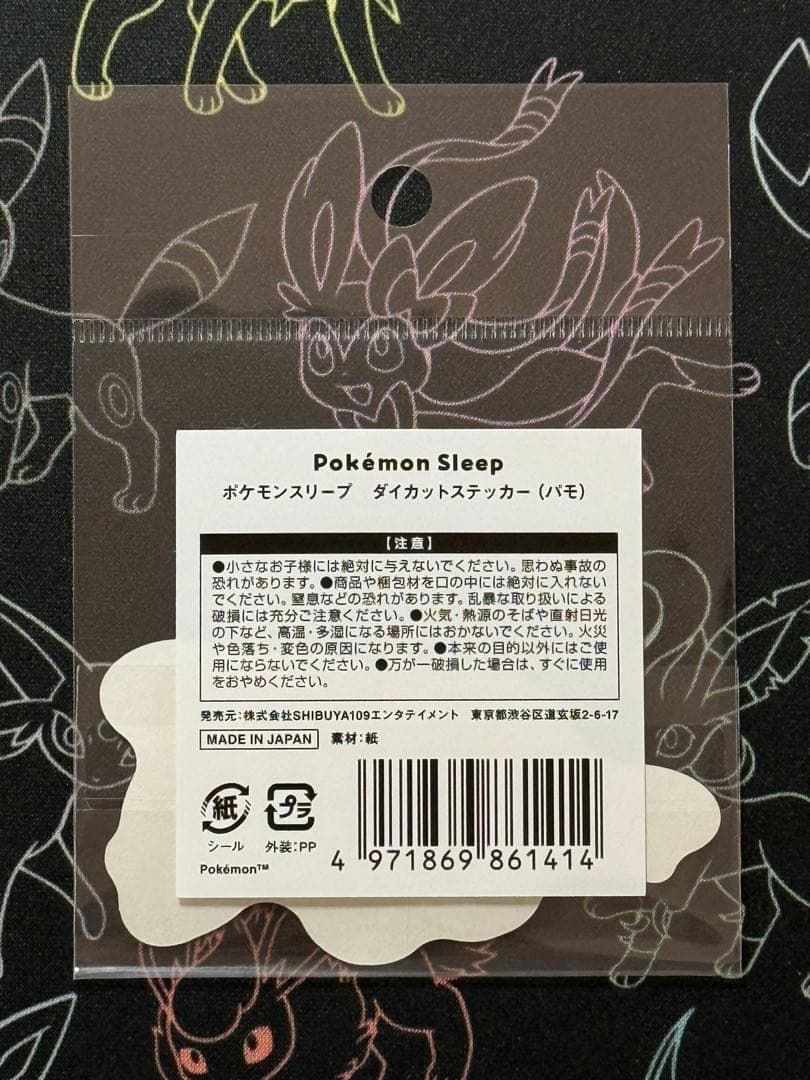 Pokémon Sleep
ポケモンスリープ　ダイカットステッカー（パモ）
【注意】
●小さなお子様には絶対に与えないでください。思わぬ事故の
恐れがあります。●商品や梱包材を口の中には絶対に入れない
でください。窒息などの恐れがあります。乱暴な取り扱いによる
破損には充分ご注意ください。●火気・熱源のそばや直射日光
の下など、高温・多湿になる場所にはおかないでください。火災
や色落ち・変色の原因になります。●本来の目的以外にはご使
用にならないでください。●万が一破損した場合は、すぐに使用
をおやめください。
発売元：株式会社SHIBUYA109エンタテイメント　東京都渋谷区道玄坂2-6-17
MADE IN JAPAN　素材：紙
紙　プラ
シール　外装：PP
Pokémon™
4 971869 861414